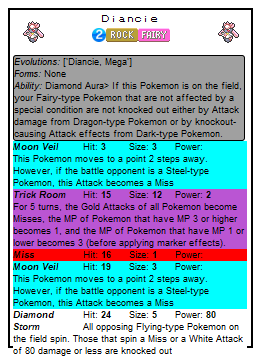 Diancie
2 ROCK FAIRY
Evolutions: ['Diancie, Mega']
Forms: None
Ability: Diamond Aura> If this Pokemon is on the field,
your Fairy-type Pokemon that are not affected by a
special condition are not knocked out either by Attack
damage from Dragon-type Pokemon or by knockout-
causing Attack effects from Dark-type Pokemon.
Moon Veil Hit: 3 Size: 3 Power:
This Pokemon moves to a point 2 steps away.
However, if the battle opponent is a Steel-type
Pokemon, this Attack becomes a Miss
Trick Room Hit: 15 Size: 12 Power: 2
For 5 turns, the Gold Attacks of all Pokemon become
Misses, the MP of Pokemon that have MP 3 or higher
becomes 1, and the MP of Pokemon that have MP 1 or
lower becomes 3 (before applying marker effects).
Miss Hit: 16 Size: 1 Power:
Moon Veil Hit: 19 Size: 3 Power:
This Pokemon moves to a point 2 steps away.
However, if the battle opponent is a Steel-type
Pokemon, this Attack becomes a Miss
Diamond Hit: 24 Size: 5 Power: 80
Storm All opposing Flying-type Pokemon on
the field spin. Those that spin a Miss or a White Attack
of 80 damage or less are knocked out